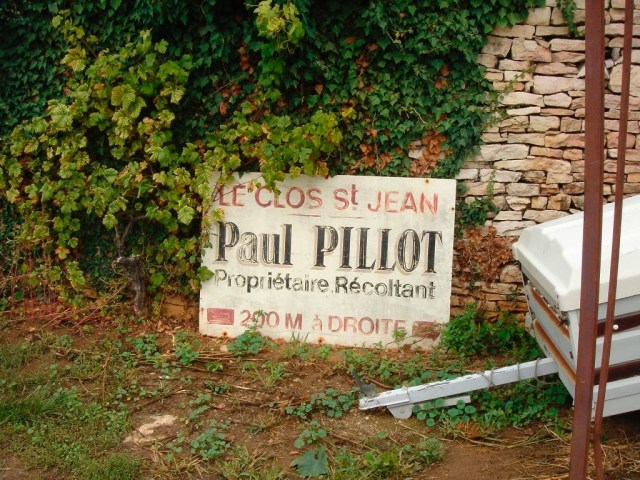 LE CLOS St JEAN
Paul PILLOT
Propriétaire, Récoltant
200 M à DROITE